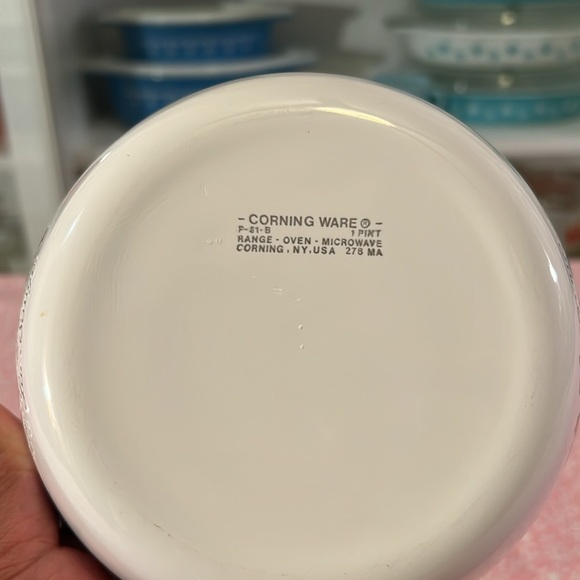 - CORNING WARE ® -
P-81-B 1 PINT
RANGE - OVEN - MICROWAVE
CORNING, NY. USA 278 MA